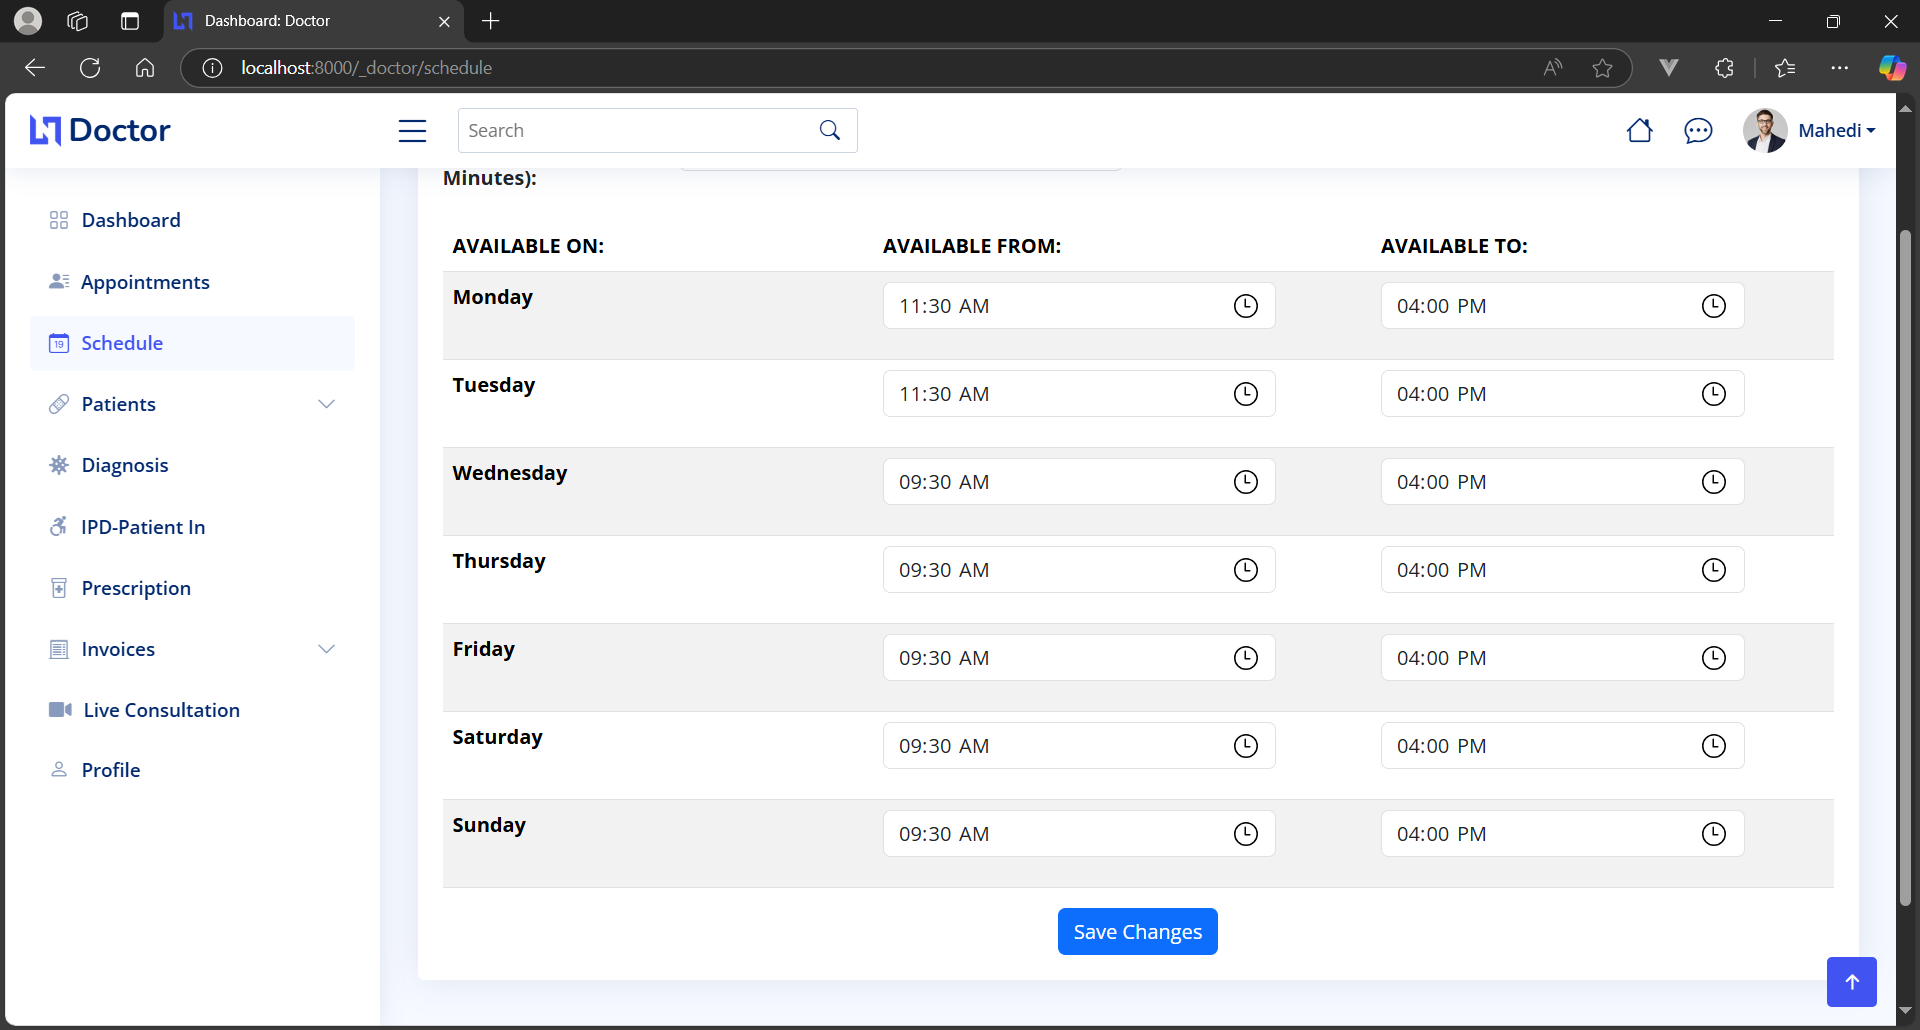 Dashboard: Doctor
localhost:8000/_doctor/schedule
Doctor
Search
Mahedi
Dashboard
Appointments
19
Schedule
Patients
Diagnosis
IPD-Patient In
Prescription
Invoices
Live Consultation
Profile
Minutes):
AVAILABLE ON: AVAILABLE FROM: AVAILABLE TO:
Monday 11:30 AM 04:00 PM
Tuesday 11:30 AM 04:00 PM
Wednesday 09:30 AM 04:00 PM
Thursday 09:30 AM 04:00 PM
Friday 09:30 AM 04:00 PM
Saturday 09:30 AM 04:00 PM
Sunday 09:30 AM 04:00 PM
Save Changes